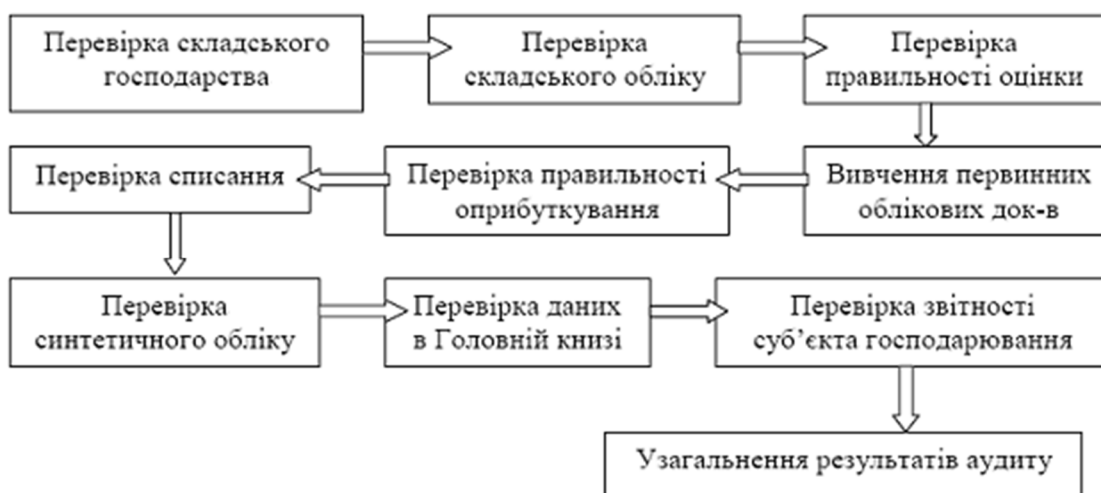 Перевірка складського
господарства
Перевірка
складського обліку
Перевірка
правильності оцінки
Вивчення первинних
облікових док-в
Перевірка правильності
оприбуткування
Перевірка списання
Перевірка
синтетичного обліку
Перевірка даних
в Головній книзі
Перевірка звітності
суб’єкта господарювання
Узагальнення результатів аудиту